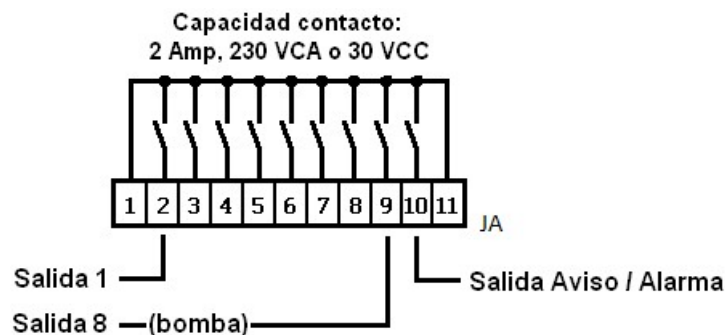 Capacidad contacto:
2 Amp, 230 VCA o 30 VCC
1 2 3 4 5 6 7 8 9 10 11
JA
Salida 1
Salida Aviso / Alarma
Salida 8 (bomba)